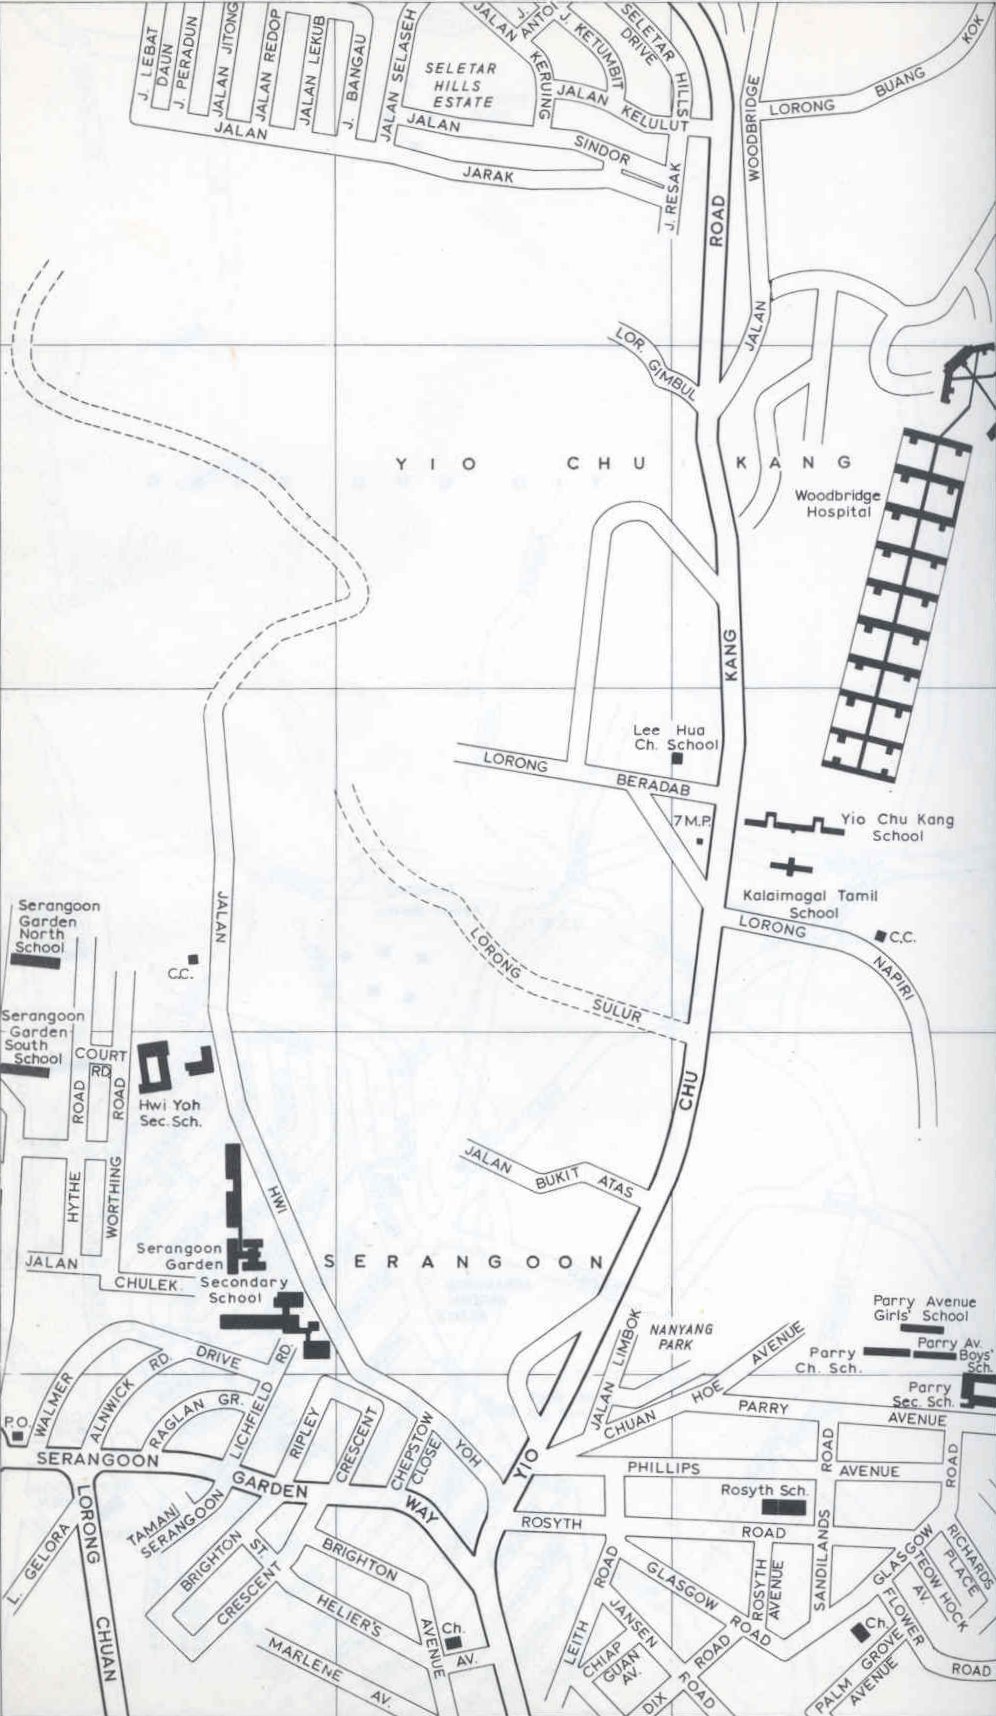 J. LEBAT
DAUN
J. PERADUN
JALAN JITONG
JALAN REDOP
JALAN LEKUB
J. BANGAU
JALAN SELASEH
SELETAR
HILLS
ESTATE
JALAN
KERUING
J. KETUMBIT
SELETAR
DRIVE
HILLS
JALAN
KELULUT
JALAN
SINDOR
JALAN
JARAK
J. RESAK
ROAD
WOODBRIDGE
JALAN
LORONG
BUANG
KOK
LOR. GIMBUL
YIO CHU KANG
Woodbridge
Hospital
KANG
Lee Hua
Ch. School
LORONG
BERADAB
7 M.P.
Yio Chu Kang
School
Kalaimagal Tamil
School
LORONG
NAPIRI
C.C.
Serangoon
Garden
North
School
C.C.
JALAN
LORONG
SULUR
Serangoon
Garden
South
School
COURT
RD.
ROAD
ROAD
Hwi Yoh
Sec. Sch.
CHU
HYTHE
WORTHING
HWI
JALAN
BUKIT
ATAS
JALAN
CHULEK
Serangoon
Garden
Secondary
School
SERANGOON
JALAN LIMBOK
NANYANG
PARK
Parry Avenue
Girls' School
Parry Av.
Boys'
Sch.
Parry
Ch. Sch.
Parry
Sec. Sch.
CHUAN
HOE
AVENUE
PARRY
AVENUE
WALMER
DRIVE
ALNWICK
RD.
RAGLAN
GR.
LICHFIELD
RD.
RIPLEY
CRESCENT
CHEPSTOW
CLOSE
YOH
YIO
P.O.
SERANGOON
GARDEN
WAY
PHILLIPS
AVENUE
ROAD
ROAD
Rosyth Sch.
ROSYTH
ROAD
TAMAN
SERANGOON
LORONG
CHUAN
L. GELORA
BRIGHTON
CRESCENT
ST.
HELIER'S
AV.
BRIGHTON
AVENUE
MARLENE
AV.
Ch.
LEITH
ROAD
GLASGOW
ROAD
ROSYTH
AVENUE
SANDILANDS
GLASGOW
RICHARDS
PLACE
TEOW HOCK
AV.
FLOWER
ROAD
JANSEN
ROAD
CHIAP
GUAN
AV.
DIX
ROAD
Ch.
PALM GROVE
AVENUE